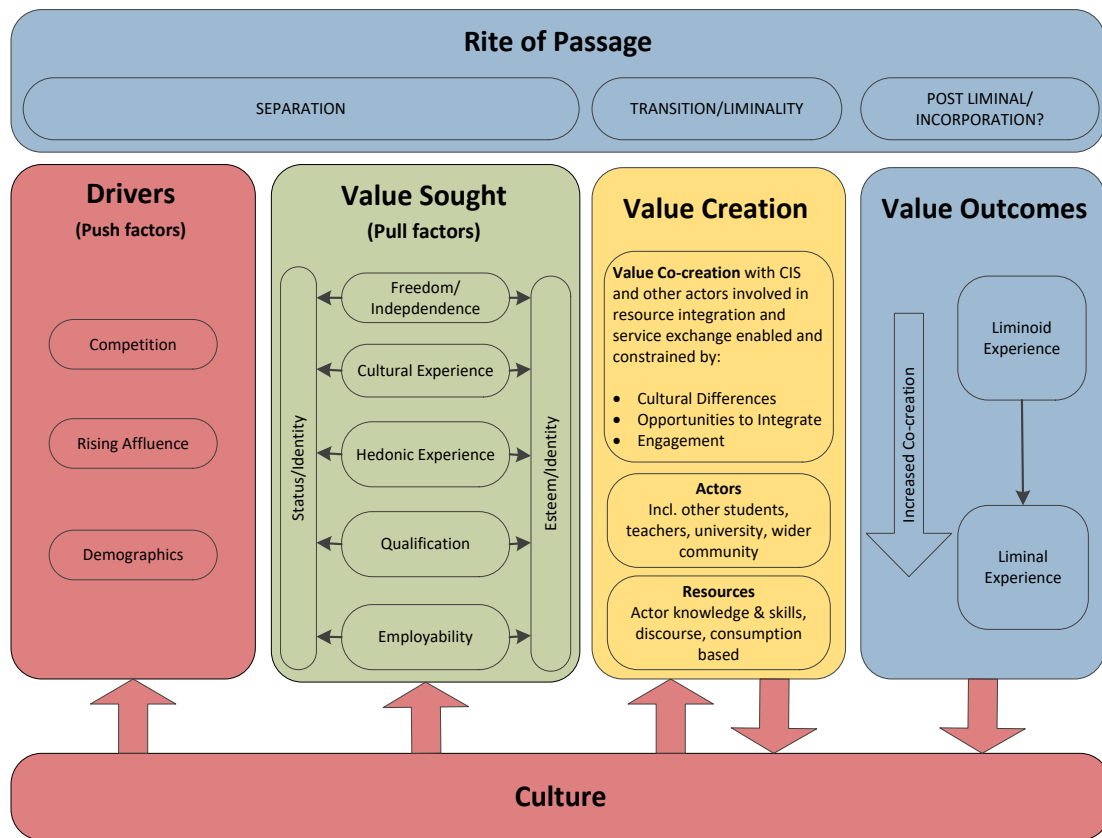 Rite of Passage
SEPARATION
TRANSITION/LIMINALITY
POST LIMINAL/
INCORPORATION?
Drivers
(Push factors)
Competition
Rising Affluence
Demographics
Value Sought
(Pull factors)
Status/Identity
Freedom/
Indepdendence
Cultural Experience
Hedonic Experience
Qualification
Employability
Esteem/Identity
Value Creation
Value Co-creation with CIS
and other actors involved in
resource integration and
service exchange enabled and
constrained by:
• Cultural Differences
• Opportunities to Integrate
• Engagement
Actors
Incl. other students,
teachers, university, wider
community
Resources
Actor knowledge & skills,
discourse, consumption
based
Value Outcomes
Increased Co-creation
Liminoid
Experience
Liminal
Experience
Culture